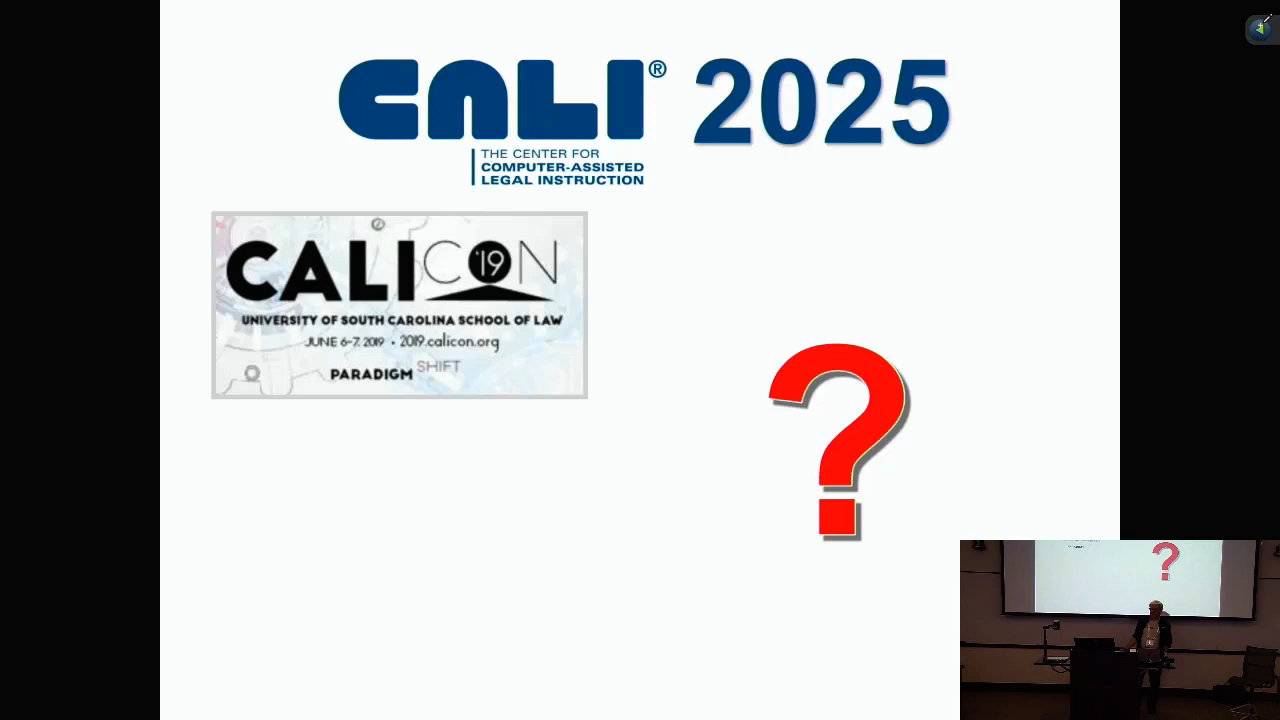 CALI® 2025
THE CENTER FOR
COMPUTER-ASSISTED
LEGAL INSTRUCTION
CALICON '19
UNIVERSITY OF SOUTH CAROLINA SCHOOL OF LAW
JUNE 6-7, 2019 • 2019.calicon.org
PARADIGM SHIFT
?
?